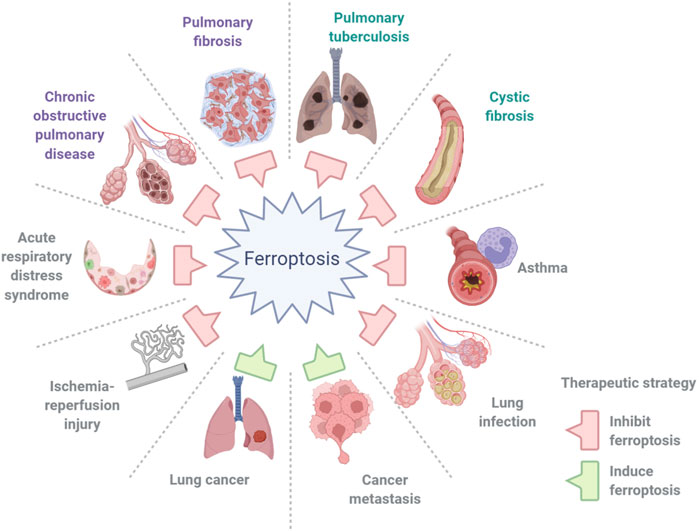 Pulmonary
fibrosis
Pulmonary
tuberculosis
Chronic
obstructive
pulmonary
disease
Cystic
fibrosis
Acute
respiratory
distress
syndrome
Ferroptosis
Asthma
Ischemia-
reperfusion
injury
Lung cancer
Cancer
metastasis
Lung
infection
Therapeutic strategy
Inhibit
ferroptosis
Induce
ferroptosis